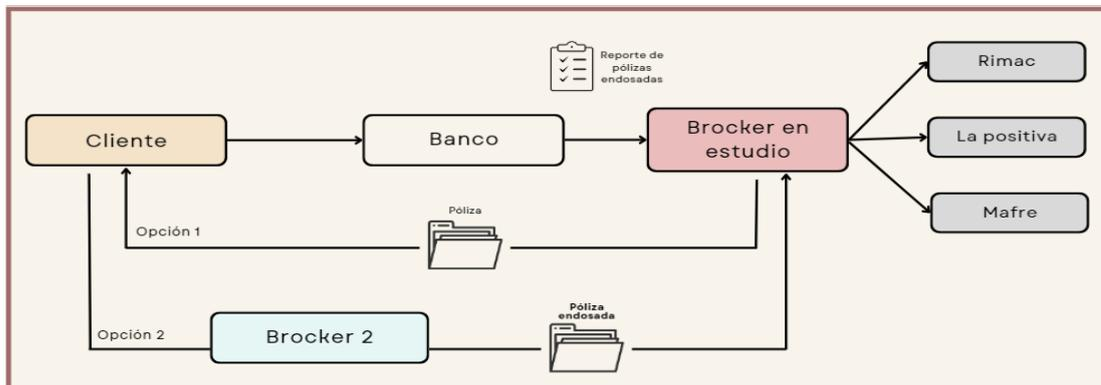 Reporte de
pólizas
endosadas
Rimac
Cliente
Banco
Brocker en
estudio
La positiva
Póliza
Mafre
Opción 1
Póliza
endosada
Opción 2
Brocker 2